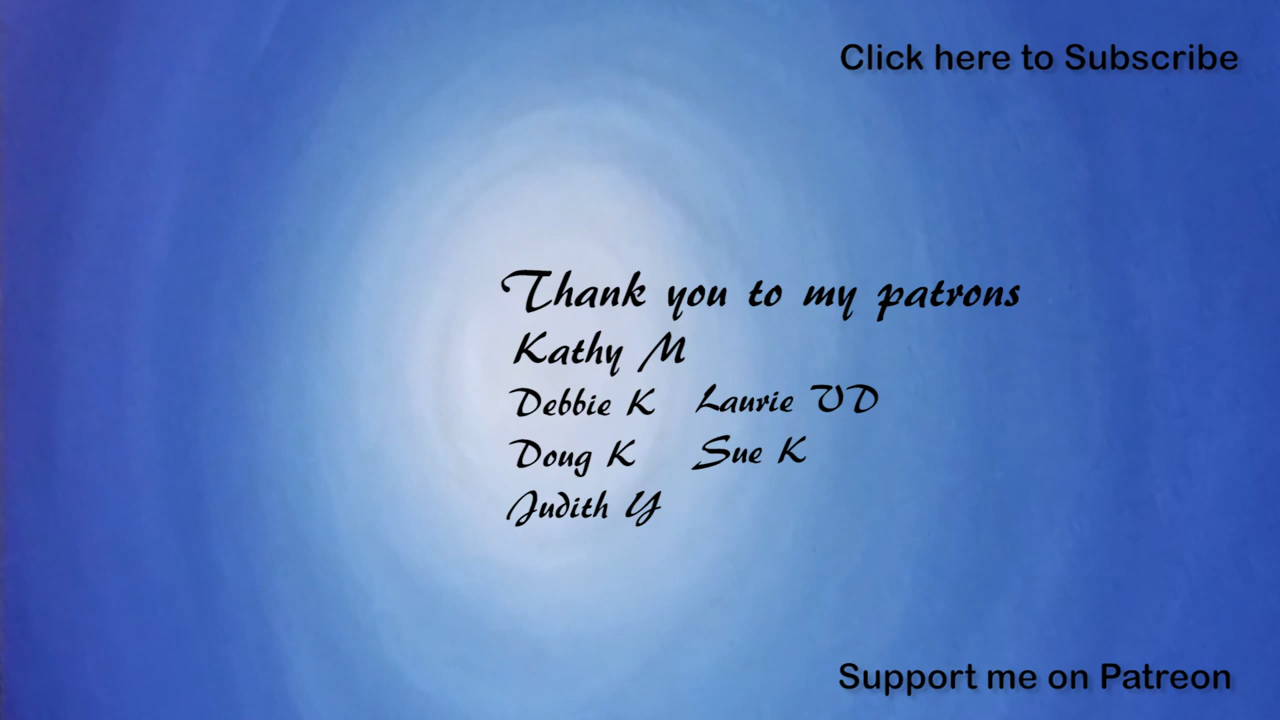 Click here to Subscribe
Thank you to my patrons
Kathy M
Debbie K Laurie VD
Doug K Sue K
Judith Y
Support me on Patreon